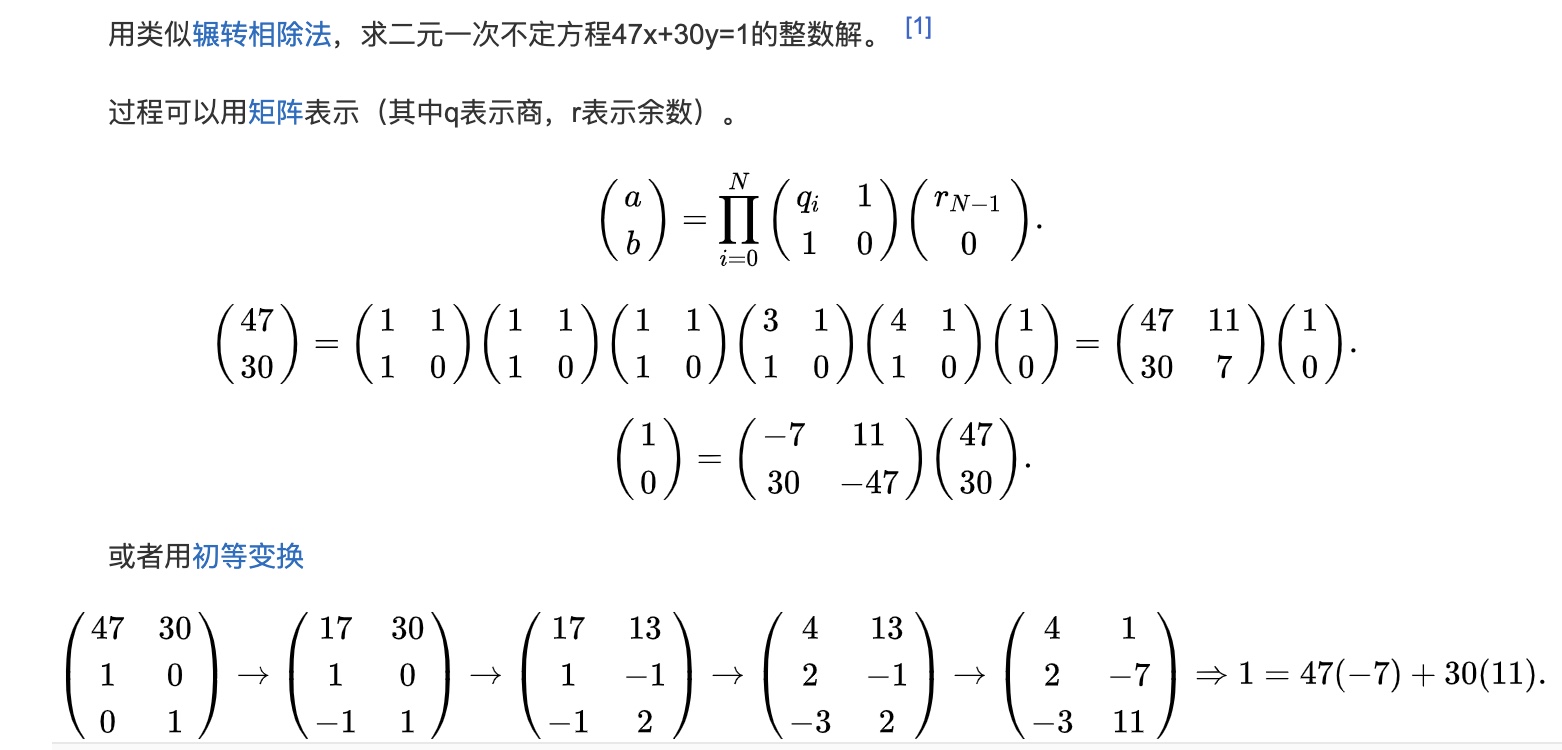 用类似辗转相除法，求二元一次不定方程47x+30y=1的整数解。 [1]
过程可以用矩阵表示（其中q表示商，r表示余数）。
\begin{pmatrix} a \\ b \end{pmatrix} = \prod_{i=0}^{N} \begin{pmatrix} q_i & 1 \\ 1 & 0 \end{pmatrix} \begin{pmatrix} r_{N-1} \\ 0 \end{pmatrix}.
\begin{pmatrix} 47 \\ 30 \end{pmatrix} = \begin{pmatrix} 1 & 1 \\ 1 & 0 \end{pmatrix} \begin{pmatrix} 1 & 1 \\ 1 & 0 \end{pmatrix} \begin{pmatrix} 1 & 1 \\ 1 & 0 \end{pmatrix} \begin{pmatrix} 3 & 1 \\ 1 & 0 \end{pmatrix} \begin{pmatrix} 4 & 1 \\ 1 & 0 \end{pmatrix} \begin{pmatrix} 1 \\ 0 \end{pmatrix} = \begin{pmatrix} 47 & 11 \\ 30 & 7 \end{pmatrix} \begin{pmatrix} 1 \\ 0 \end{pmatrix}.
\begin{pmatrix} 1 \\ 0 \end{pmatrix} = \begin{pmatrix} -7 & 11 \\ 30 & -47 \end{pmatrix} \begin{pmatrix} 47 \\ 30 \end{pmatrix}.
或者用初等变换
\begin{pmatrix} 47 & 30 \\ 1 & 0 \\ 0 & 1 \end{pmatrix} → \begin{pmatrix} 17 & 30 \\ 1 & 0 \\ -1 & 1 \end{pmatrix} → \begin{pmatrix} 17 & 13 \\ 1 & -1 \\ -1 & 2 \end{pmatrix} → \begin{pmatrix} 4 & 13 \\ 2 & -1 \\ -3 & 2 \end{pmatrix} → \begin{pmatrix} 4 & 1 \\ 2 & -7 \\ -3 & 11 \end{pmatrix} ⇒ 1 = 47(−7) + 30(11).